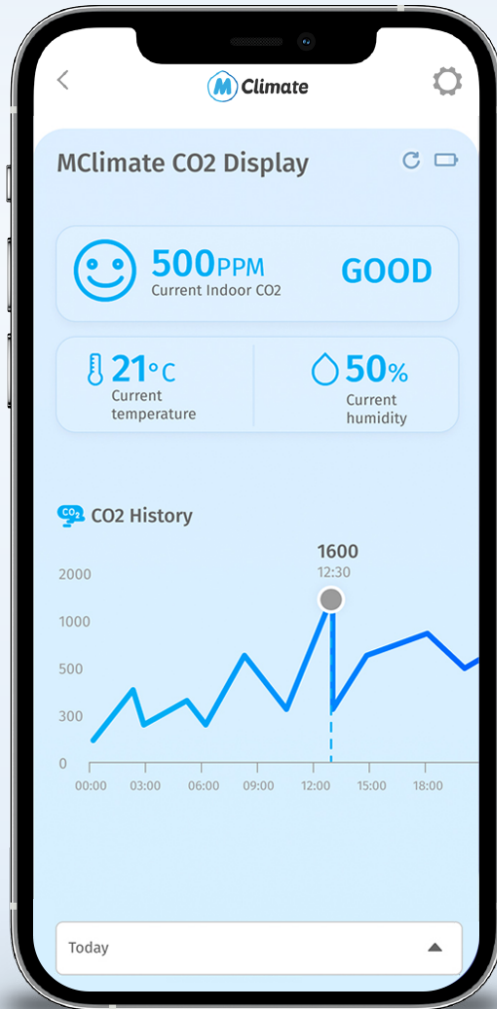 M Climate
MClimate CO2 Display
500PPM
Current Indoor CO2
GOOD
21°C
Current
temperature
50%
Current
humidity
CO2
CO2 History
1600
12:30
2000
1000
500
300
0
00:00 03:00 06:00 09:00 12:00 15:00 18:00
Today